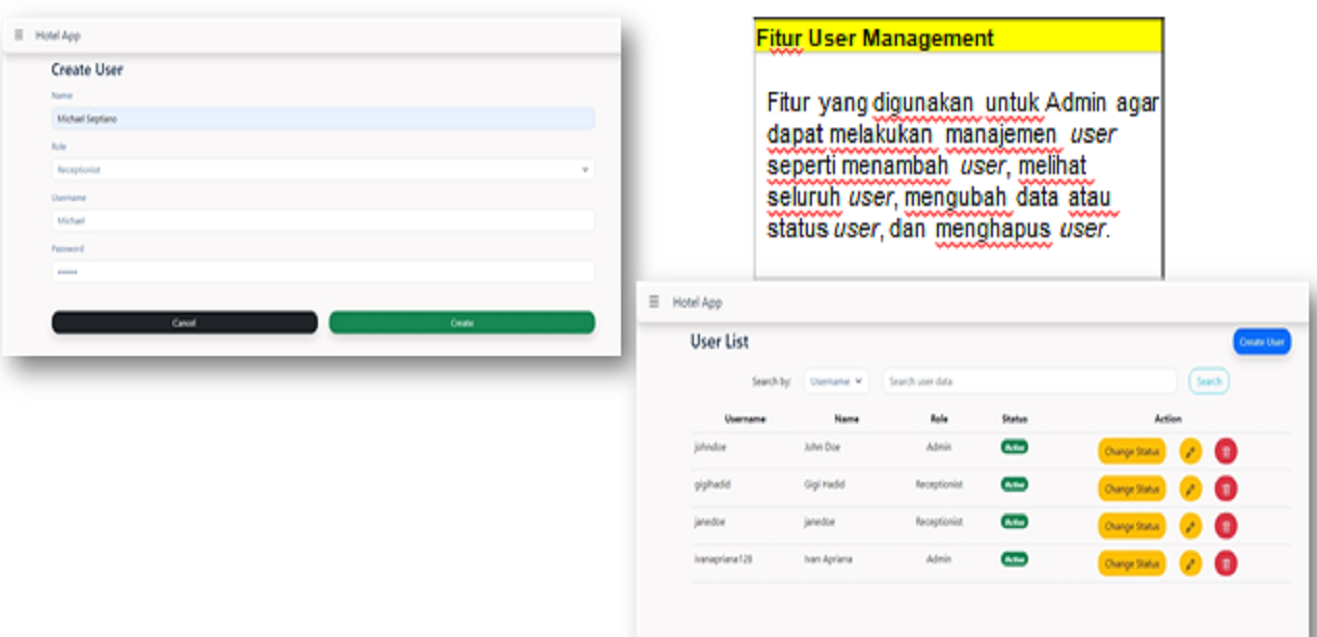 Hotel App
Create User
Name
Michael Septiano
Role
Receptionist
Username
Michael
Password
••••••
Cancel
Create
Fitur User Management
Fitur yang digunakan untuk Admin agar
dapat melakukan manajemen user
seperti menambah user, melihat
seluruh user, mengubah data atau
status user, dan menghapus user.
Hotel App
User List
Create User
Search by: Username Search user data Search
Username Name Role Status Action
johndoe John Doe Admin Active Change Status
gigihadid Gigi Hadid Receptionist Active Change Status
janedoe janedoe Receptionist Active Change Status
ivanapriana128 Ivan Apriana Admin Active Change Status